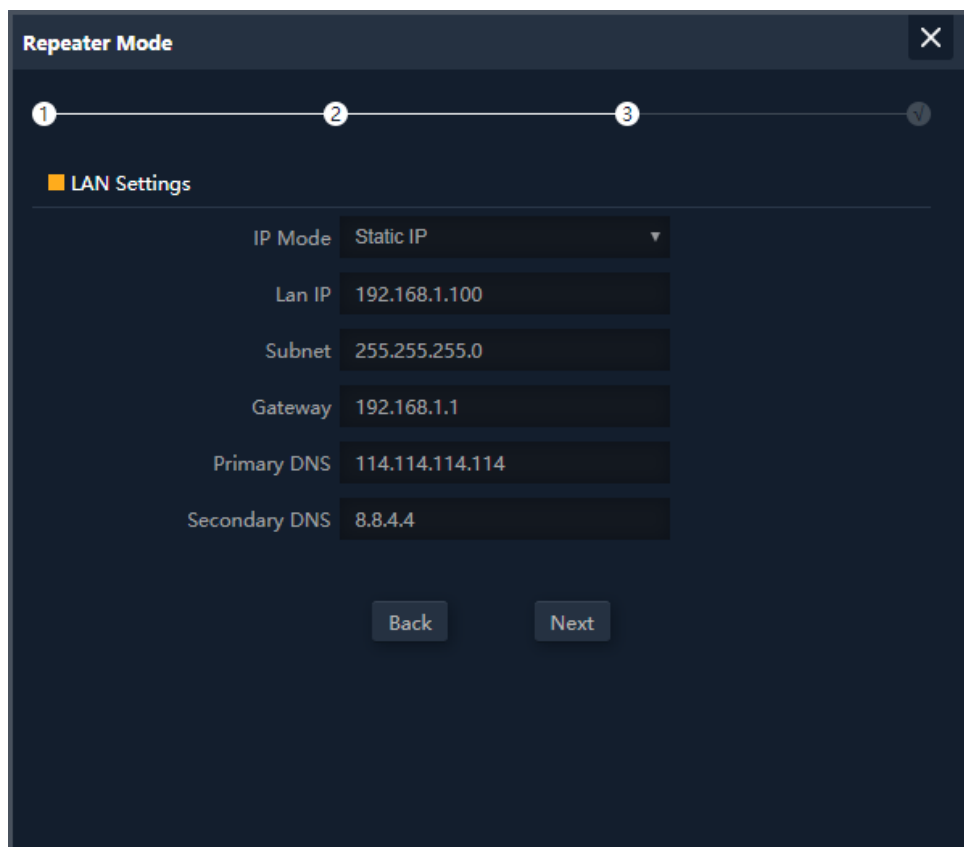 Repeater Mode
1 2 3 √
LAN Settings
IP Mode Static IP
Lan IP 192.168.1.100
Subnet 255.255.255.0
Gateway 192.168.1.1
Primary DNS 114.114.114.114
Secondary DNS 8.8.4.4
Back Next